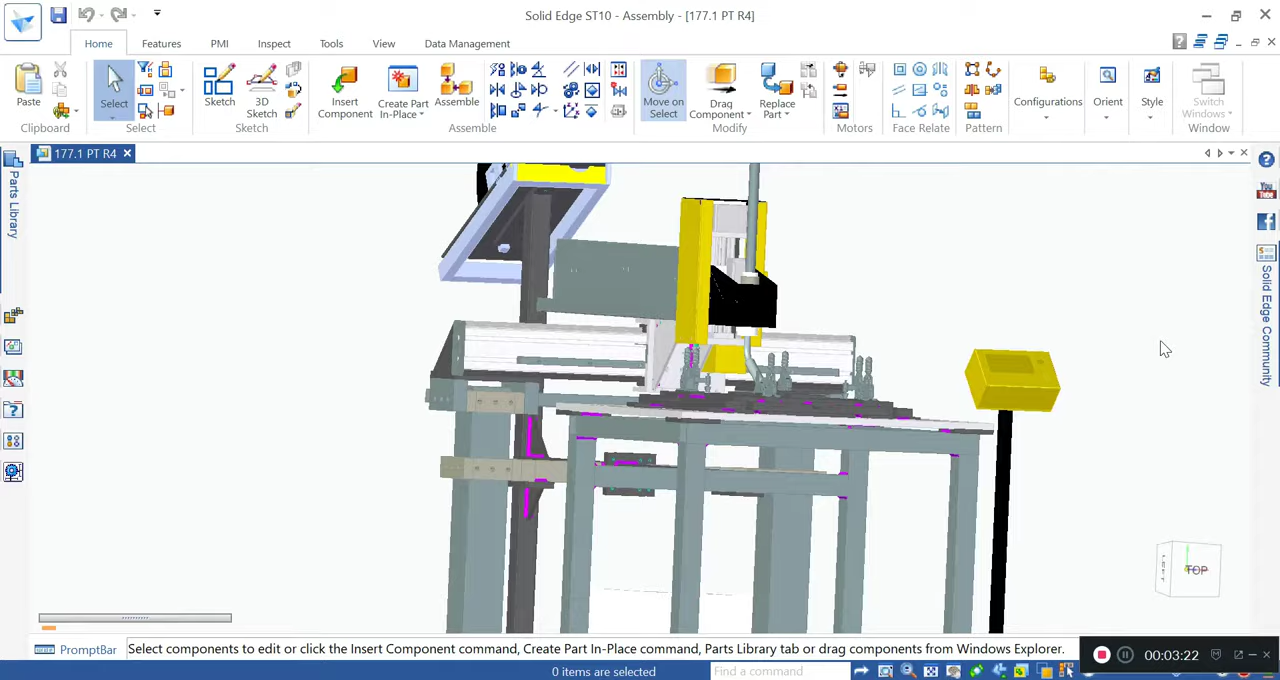 Solid Edge ST10 - Assembly - [177.1 PT R4]
Home
Features
PMI
Inspect
Tools
View
Data Management
Paste
Clipboard
Select
Select
Sketch
3D
Sketch
Sketch
Insert
Component
Create Part
In-Place
Assemble
Assemble
Move on
Select
Drag
Component
Replace
Part
Modify
Motors
Face Relate
Pattern
Configurations
Orient
Style
Switch
Windows
Window
177.1 PT R4
Parts Library
You
Tube
Solid Edge Community
LEFT
TOP
PromptBar
Select components to edit or click the Insert Component command, Create Part In-Place command, Parts Library tab or drag components from Windows Explorer.
0 items are selected
Find a command
00:03:22